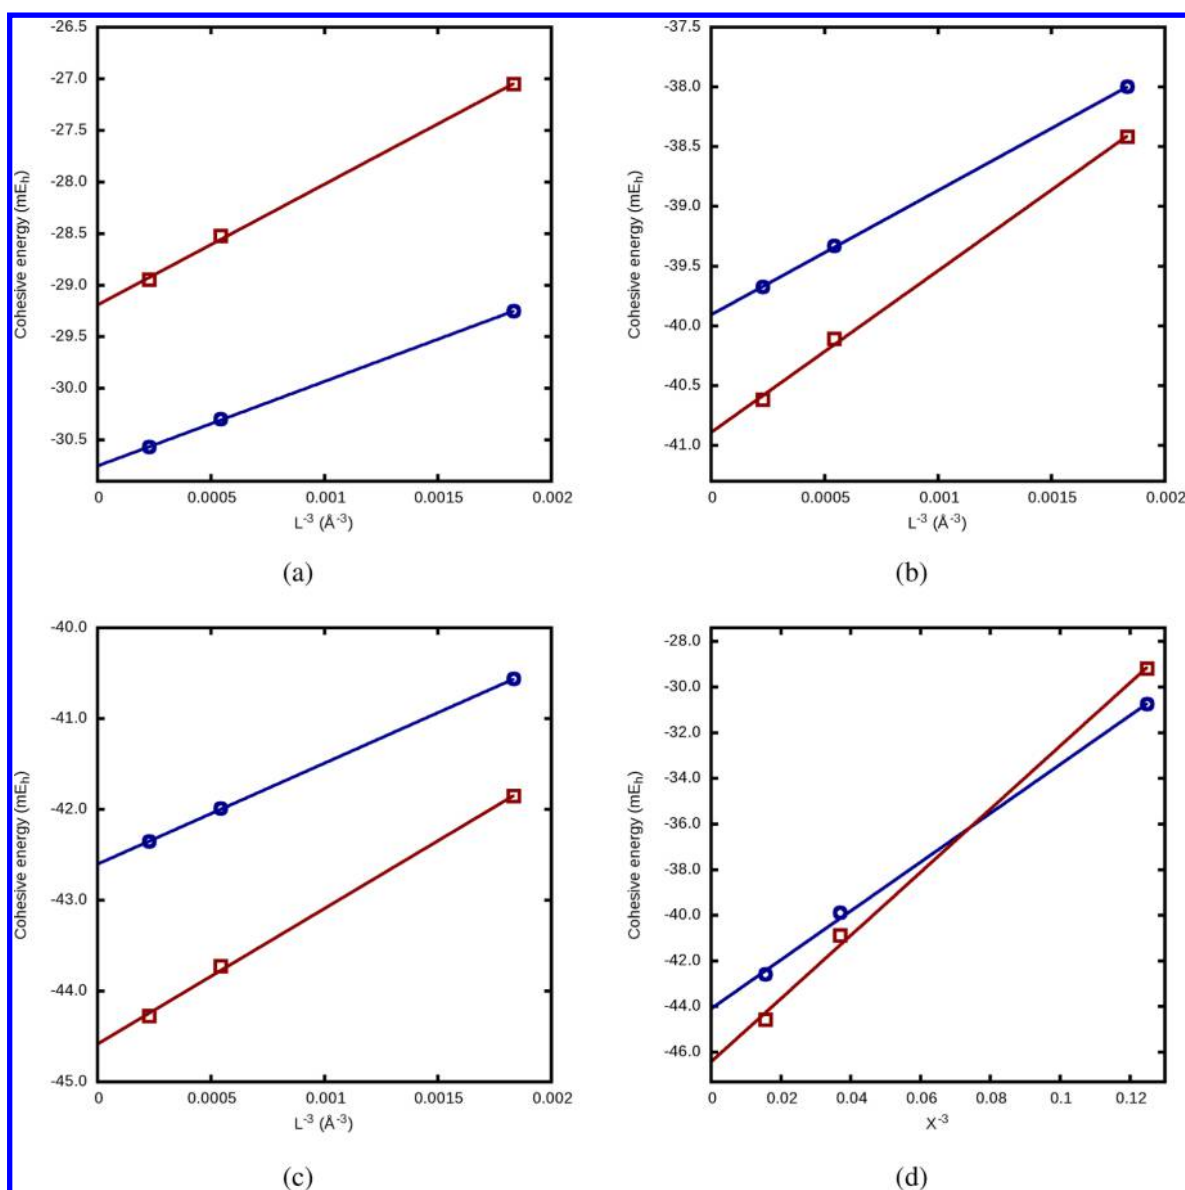 -26.5
-27.0
-27.5
-28.0
-28.5
-29.0
-29.5
-30.0
-30.5
Cohesive energy (mEh)
0 0.0005 0.001 0.0015 0.002
L-3 (Å-3)
(a)
-37.5
-38.0
-38.5
-39.0
-39.5
-40.0
-40.5
-41.0
Cohesive energy (mEh)
0 0.0005 0.001 0.0015 0.002
L-3 (Å-3)
(b)
-40.0
-41.0
-42.0
-43.0
-44.0
-45.0
Cohesive energy (mEh)
0 0.0005 0.001 0.0015 0.002
L-3 (Å-3)
(c)
-28.0
-30.0
-32.0
-34.0
-36.0
-38.0
-40.0
-42.0
-44.0
-46.0
Cohesive energy (mEh)
0 0.02 0.04 0.06 0.08 0.1 0.12
X-3
(d)